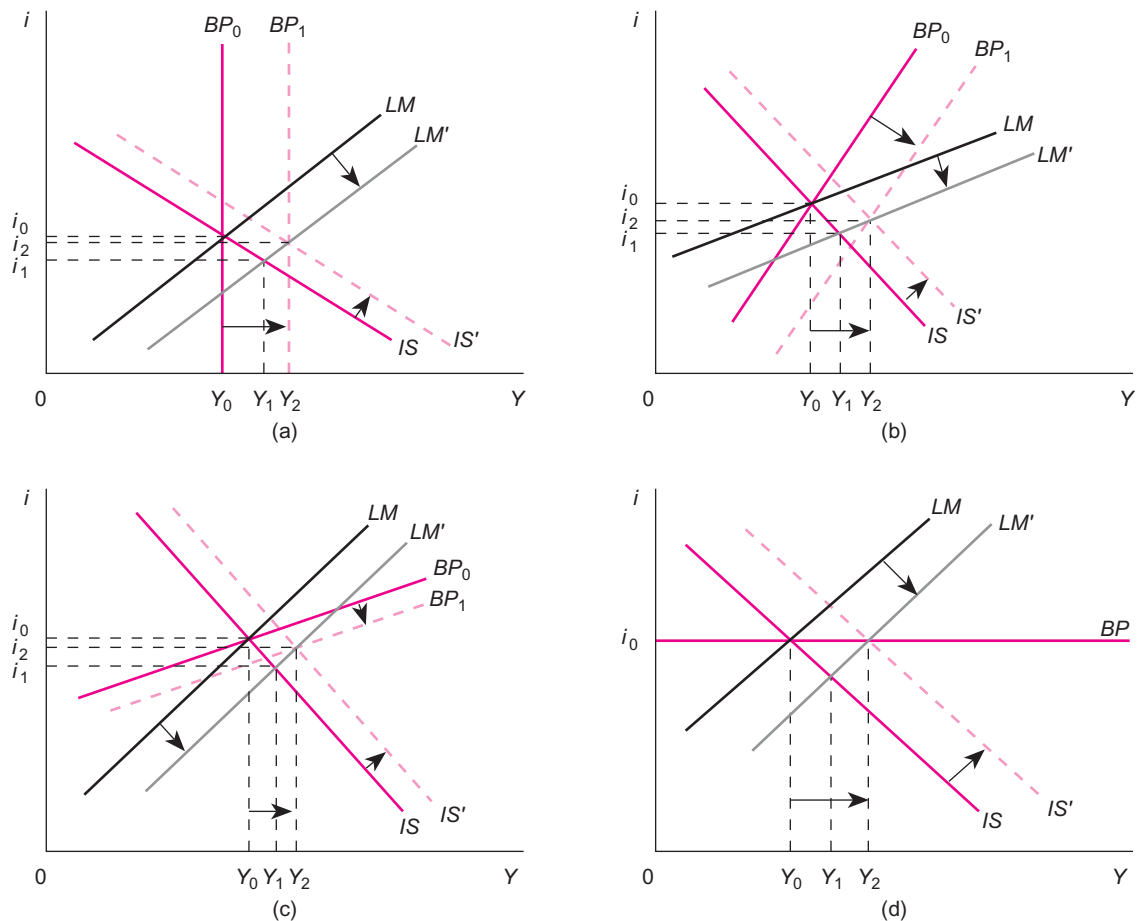 i
BP₀
BP₁
LM
LM'
i₀
i₂
i₁
IS'
IS
0
Y₀
Y₁
Y₂
Y
(a)
i
BP₀
BP₁
LM
LM'
i₀
i₂
i₁
IS'
IS
0
Y₀
Y₁
Y₂
Y
(b)
i
LM
LM'
BP₀
BP₁
i₀
i₂
i₁
IS'
IS
0
Y₀
Y₁
Y₂
Y
(c)
i
LM
LM'
i₀
BP
IS'
IS
0
Y₀
Y₁
Y₂
Y
(d)